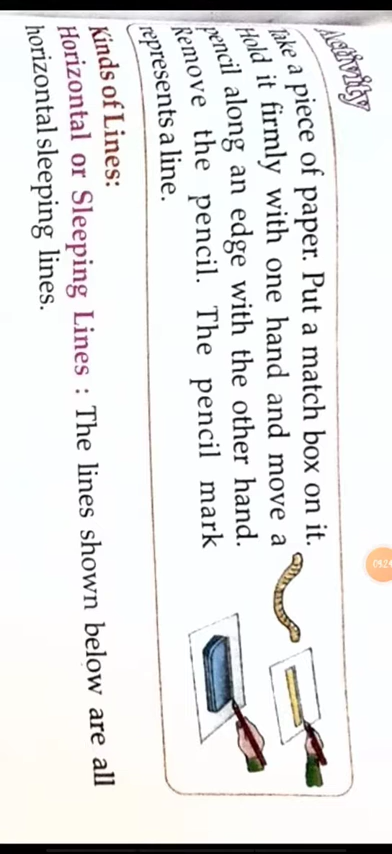 Activity
Take a piece of paper. Put a match box on it.
Hold it firmly with one hand and move a
pencil along an edge with the other hand.
Remove the pencil. The pencil mark
represents a line.
Kinds of Lines:
Horizontal or Sleeping Lines : The lines shown below are all
horizontal sleeping lines.